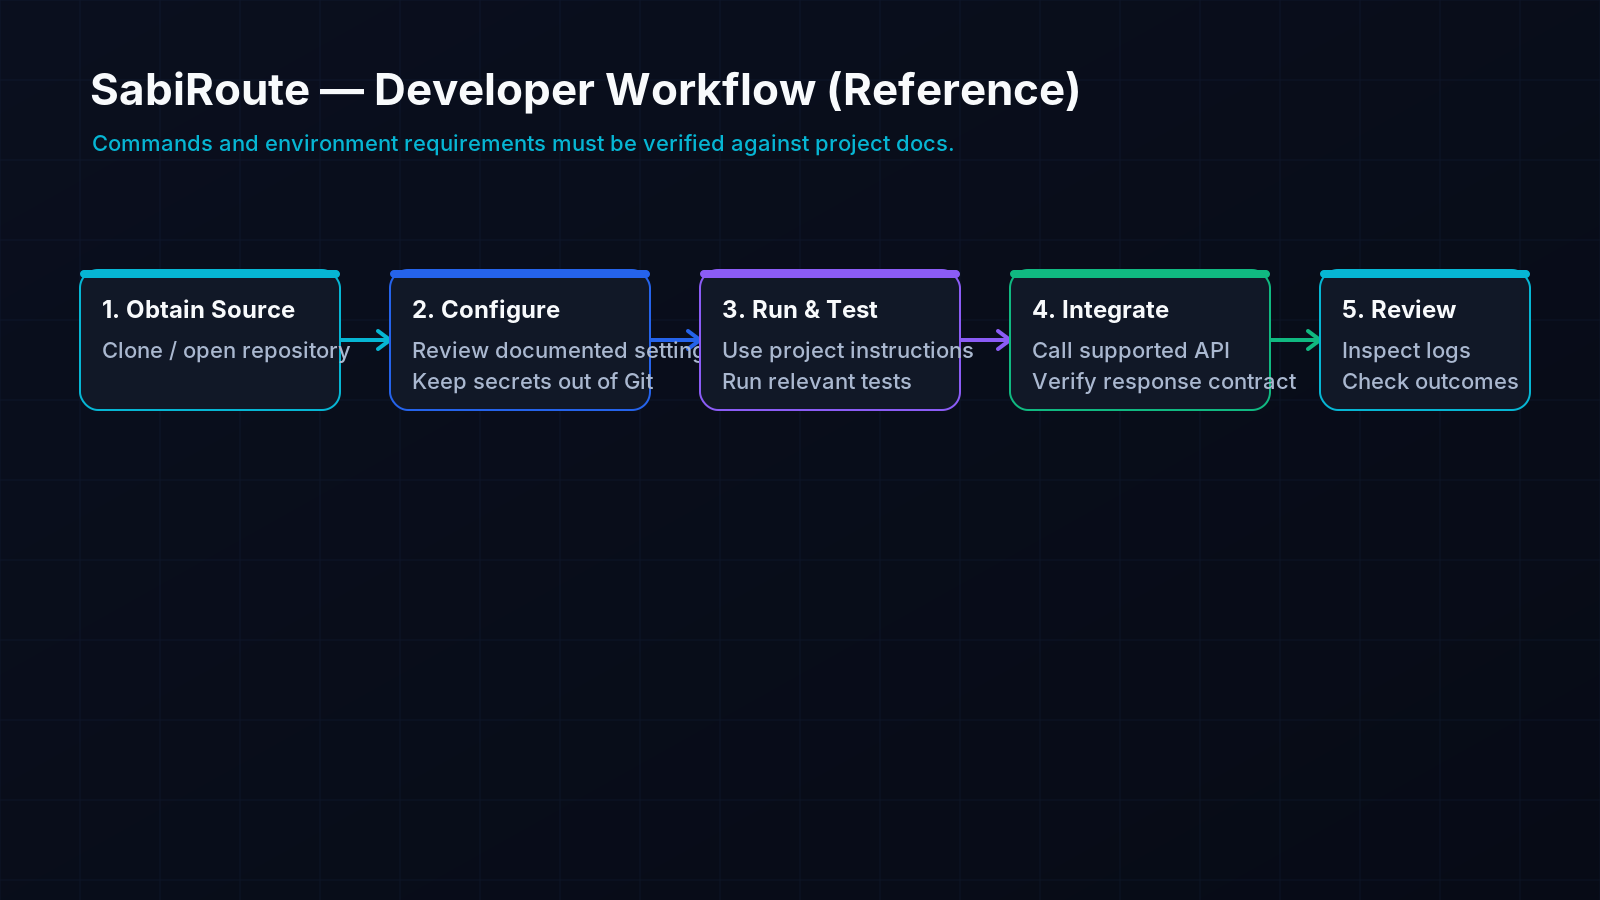 SabiRoute — Developer Workflow (Reference)
Commands and environment requirements must be verified against project docs.
1. Obtain Source
Clone / open repository
2. Configure
Review documented setting
Keep secrets out of Git
3. Run & Test
Use project instructions
Run relevant tests
4. Integrate
Call supported API
Verify response contract
5. Review
Inspect logs
Check outcomes